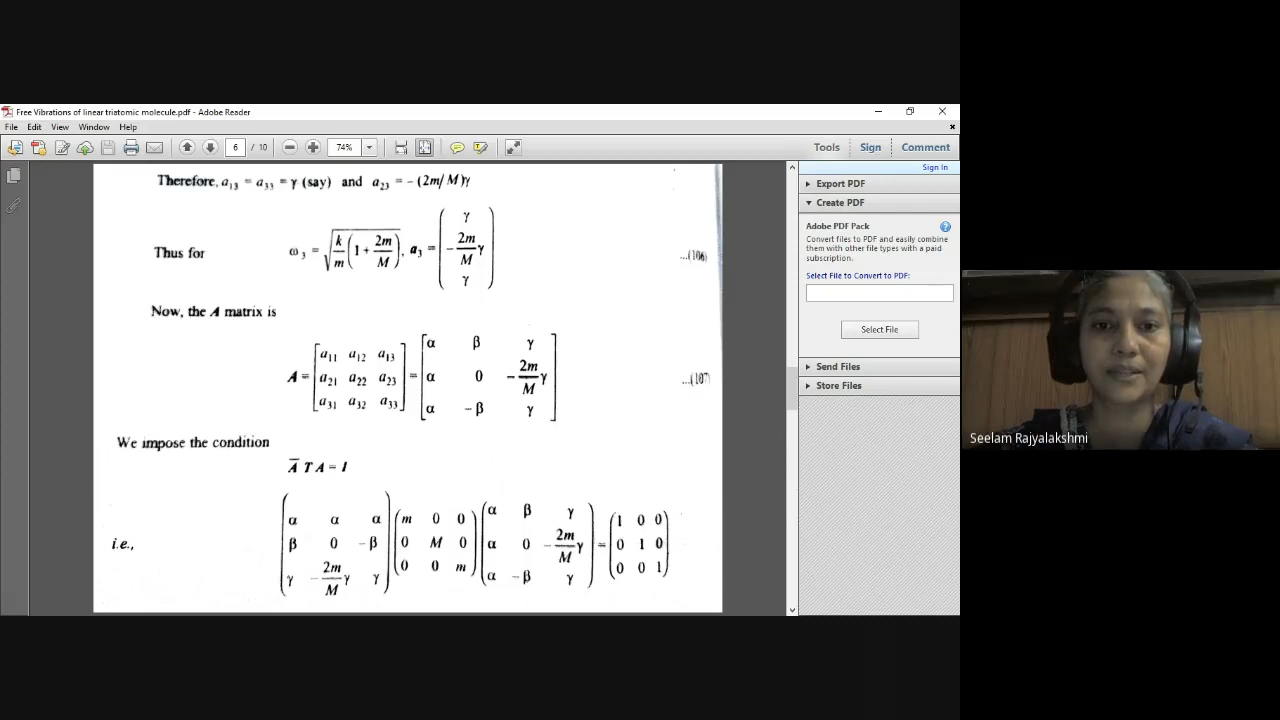 Free Vibrations of linear triatomic molecule.pdf - Adobe Reader
File Edit View Window Help
6 / 10 74% Tools Sign Comment
Sign In
Export PDF
Create PDF
Adobe PDF Pack
Convert files to PDF and easily combine
them with other file types with a paid
subscription.
Select File to Convert to PDF:
Select File
Send Files
Store Files
Therefore, a₁₃ = a₃₃ = γ (say) and a₂₃ = - (2m/M)γ
Thus for ω₃ = √(k/m (1 + 2m/M)), a₃ = (γ, - 2m/M γ, γ) ...(106)
Now, the A matrix is
A = [a₁₁ a₁₂ a₁₃; a₂₁ a₂₂ a₂₃; a₃₁ a₃₂ a₃₃] = [α β γ; α 0 - 2m/M γ; α - β γ] ...(107)
We impose the condition
Ā T A = I
i.e., (α α α; β 0 - β; γ - 2m/M γ γ) (m 0 0; 0 M 0; 0 0 m) (α β γ; α 0 - 2m/M γ; α - β γ) = (1 0 0; 0 1 0; 0 0 1)
Seelam Rajyalakshmi